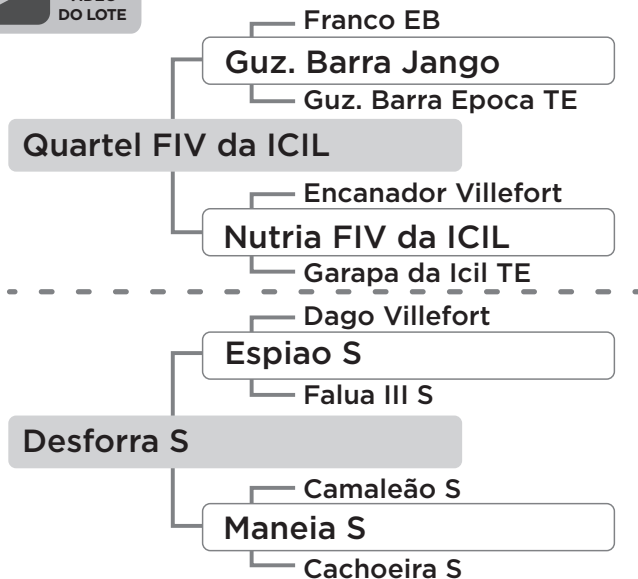 DO LOTE
Franco EB
Guz. Barra Jango
Guz. Barra Epoca TE
Quartel FIV da ICIL
Encanador Villefort
Nutria FIV da ICIL
Garapa da Icil TE
Dago Villefort
Espiao S
Falua III S
Desforra S
Camaleão S
Maneia S
Cachoeira S